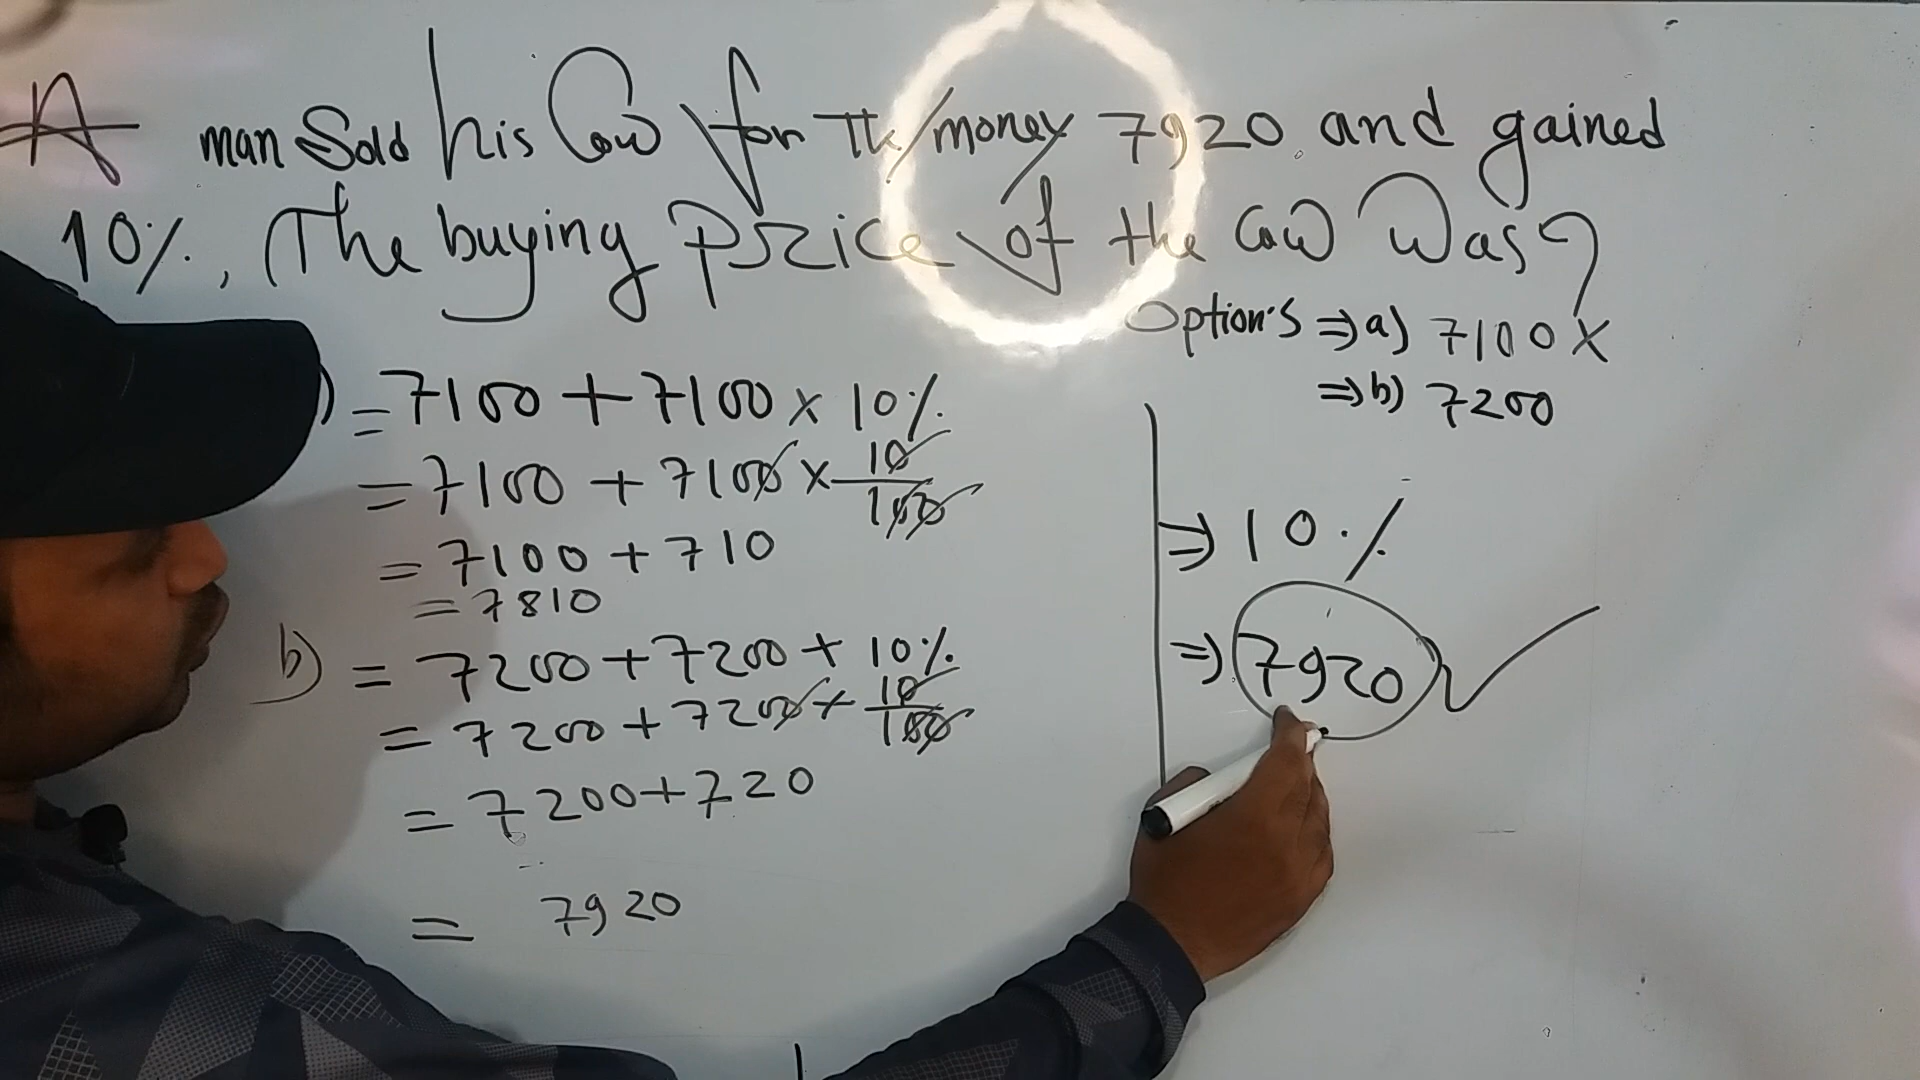 A man Sold his Cow for TK/money 7920 and gained
10%, The buying Price of the Cow Was?
Option's ⇒ a) 7100 X
⇒ b) 7200
) = 7100 + 7100 × 10%
= 7100 + 7100 × 10/100
= 7100 + 710
= 7810
b) = 7200 + 7200 + 10%
= 7200 + 7200 + 10/100
= 7200 + 720
= 7920
⇒ 10%
⇒ 7920 ✓